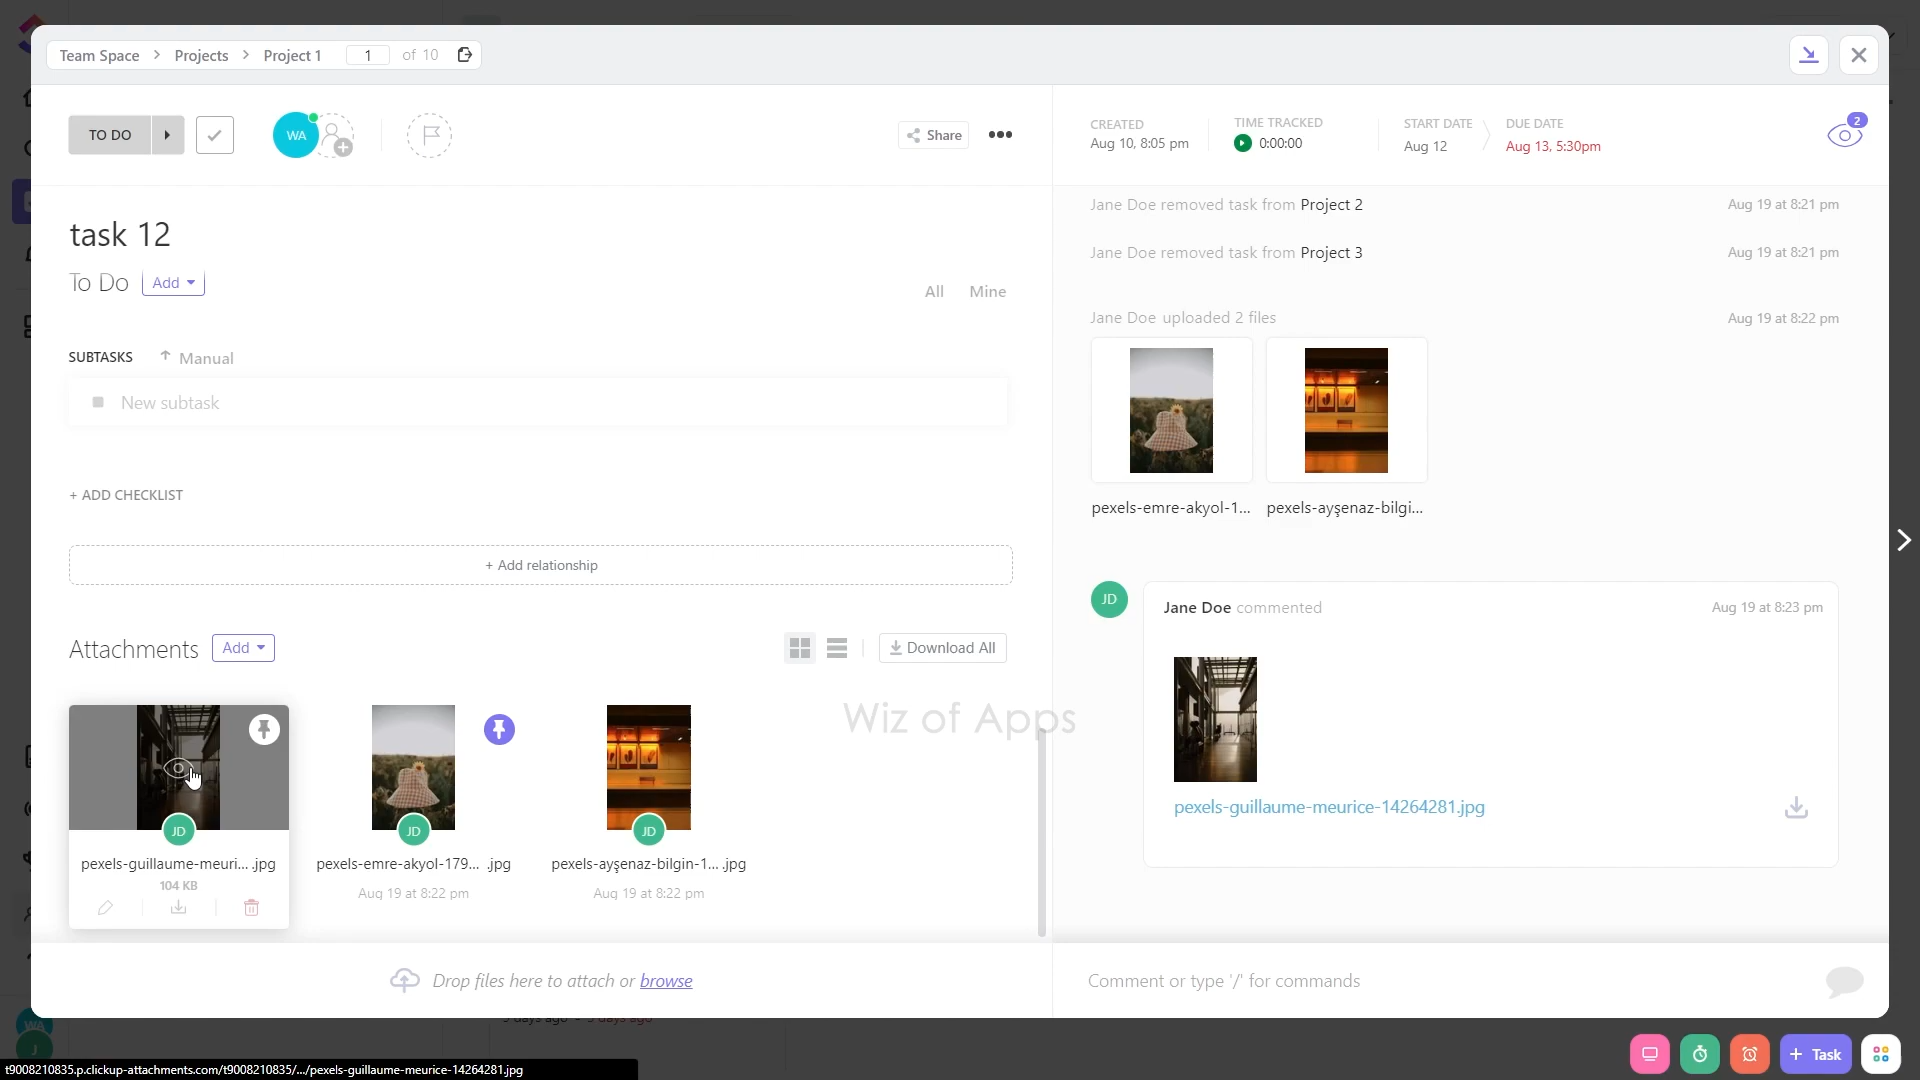 Team Space > Projects > Project 1 1 of 10
TO DO
WA
Share
CREATED
Aug 10, 8:05 pm
TIME TRACKED
0:00:00
START DATE
Aug 12
DUE DATE
Aug 13, 5:30pm
2
task 12
To Do Add
All Mine
SUBTASKS Manual
New subtask
+ ADD CHECKLIST
+ Add relationship
Attachments Add
Download All
JD
pexels-guillaume-meuri... .jpg
104 KB
JD
pexels-emre-akyol-179... .jpg
Aug 19 at 8:22 pm
JD
pexels-ayşenaz-bilgin-1... .jpg
Aug 19 at 8:22 pm
Drop files here to attach or browse
Jane Doe removed task from Project 2 Aug 19 at 8:21 pm
Jane Doe removed task from Project 3 Aug 19 at 8:21 pm
Jane Doe uploaded 2 files Aug 19 at 8:22 pm
pexels-emre-akyol-1... pexels-ayşenaz-bilgi...
JD
Jane Doe commented Aug 19 at 8:23 pm
pexels-guillaume-meurice-14264281.jpg
Comment or type '/' for commands
Wiz of Apps
WA
J
5 days ago - 5 days ago
+ Task
t9008210835.p.clickup-attachments.com/t9008210835/.../pexels-guillaume-meurice-14264281.jpg